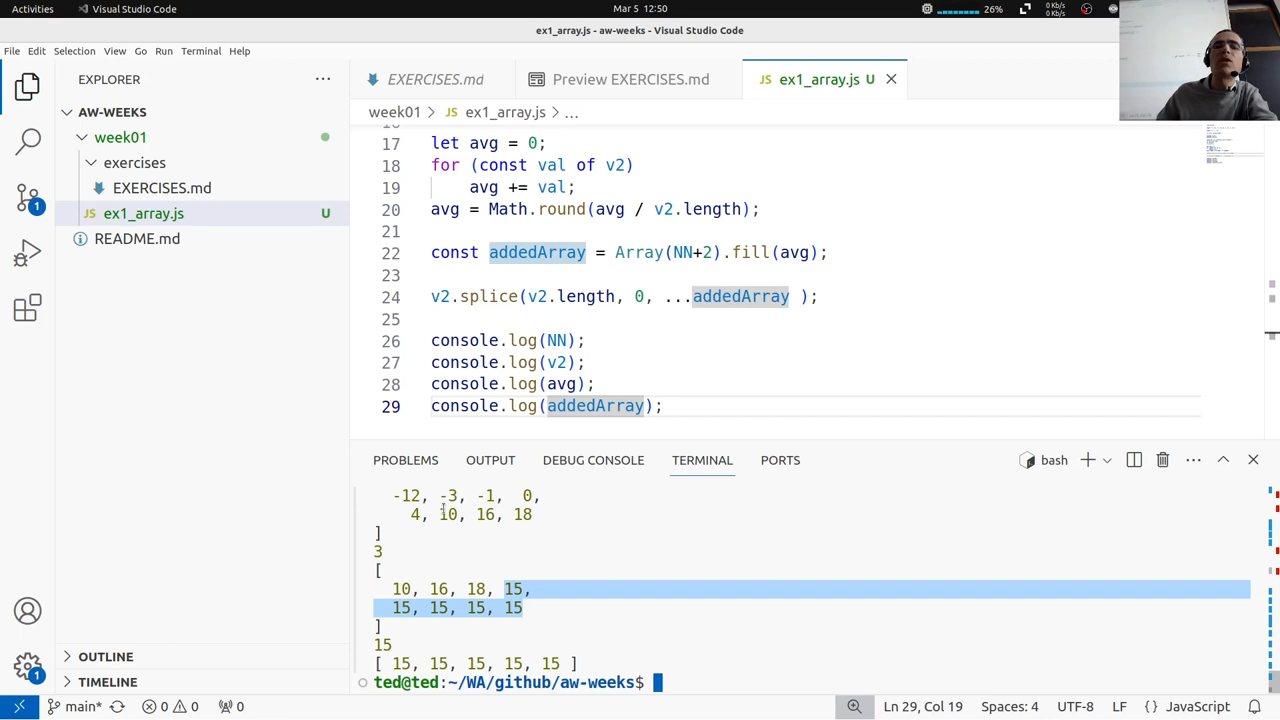 Activities Visual Studio Code Mar 5 12:50 26% 0 Kb/s 0 Kb/s
ex1_array.js - aw-weeks - Visual Studio Code
File Edit Selection View Go Run Terminal Help
EXPLORER
AW-WEEKS
week01
exercises
EXERCISES.md
ex1_array.js U
README.md
OUTLINE
TIMELINE
1
1
EXERCISES.md Preview EXERCISES.md JS ex1_array.js U
week01 JS ex1_array.js ...
16
17 let avg = 0;
18 for (const val of v2)
19 avg += val;
20 avg = Math.round(avg / v2.length);
21
22 const addedArray = Array(NN+2).fill(avg);
23
24 v2.splice(v2.length, 0, ...addedArray );
25
26 console.log(NN);
27 console.log(v2);
28 console.log(avg);
29 console.log(addedArray);
PROBLEMS OUTPUT DEBUG CONSOLE TERMINAL PORTS bash
-12, -3, -1, 0,
4, 10, 16, 18
]
3
[
10, 16, 18, 15,
15, 15, 15, 15
]
15
[ 15, 15, 15, 15, 15 ]
ted@ted:~/WA/github/aw-weeks$
main* 0 0 0 Ln 29, Col 19 Spaces: 4 UTF-8 LF {} JavaScript